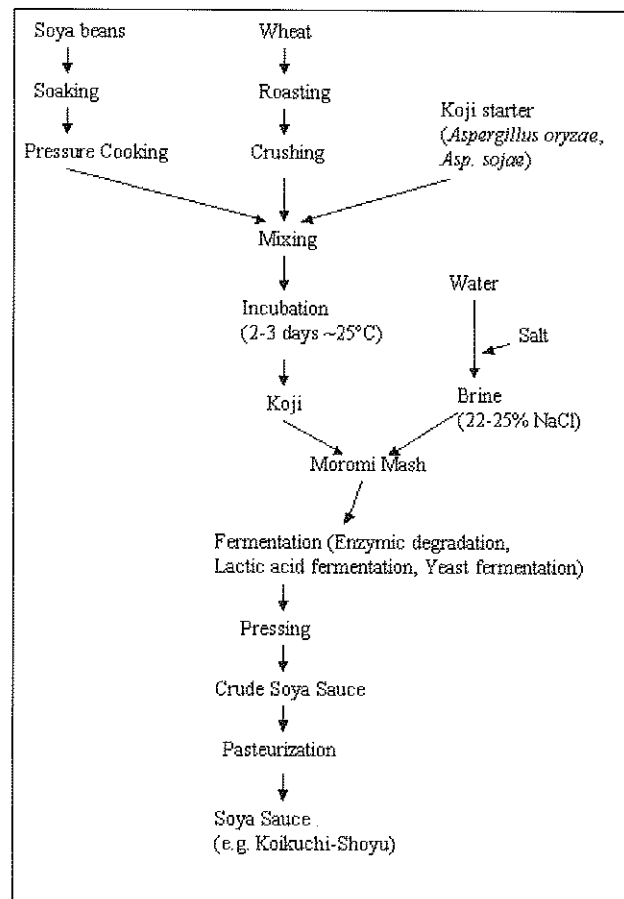 Soya beans
Wheat
Soaking
Roasting
Koji starter
(Aspergillus oryzae,
Asp. sojae)
Pressure Cooking
Crushing
Mixing
Water
Incubation
(2-3 days ~25°C)
Salt
Koji
Brine
(22-25% NaCl)
Moromi Mash
Fermentation (Enzymic degradation,
Lactic acid fermentation, Yeast fermentation)
Pressing
Crude Soya Sauce
Pasteurization
Soya Sauce
(e.g. Koikuchi-Shoyu)